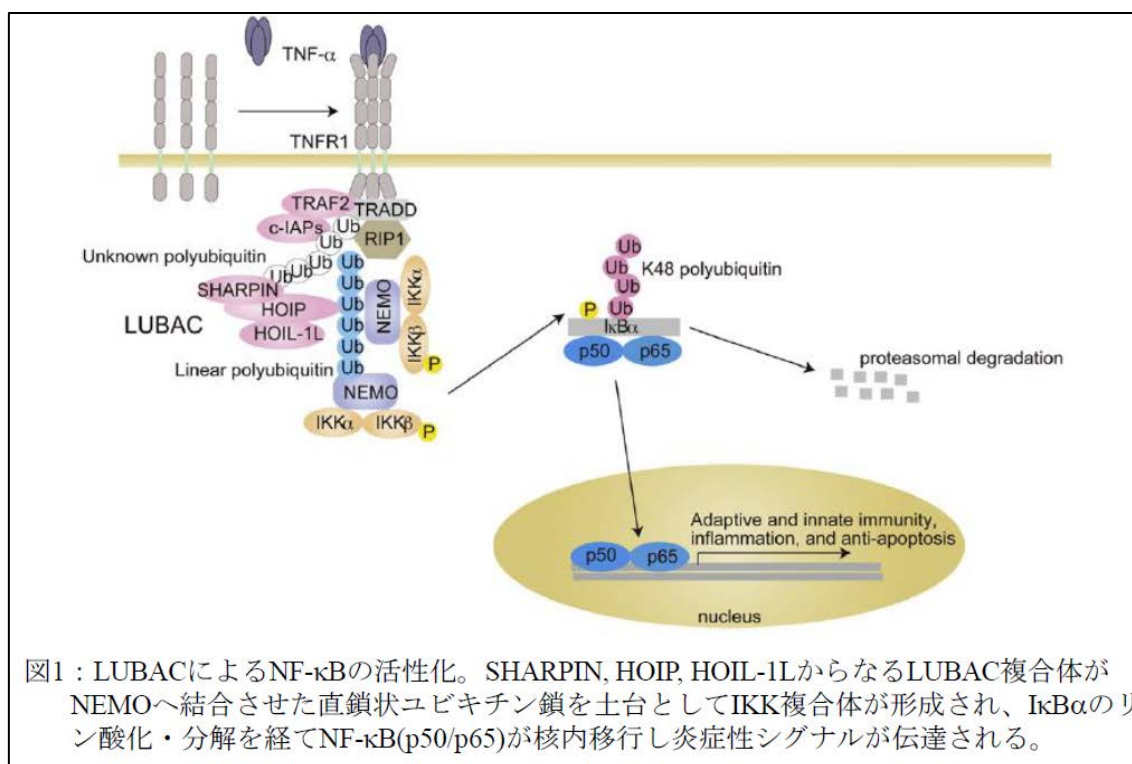 TNF-α
TNFR1
TRAF2
TRADD
c-IAPs
Ub
Ub
RIP1
Unknown polyubiquitin
Ub
Ub
Ub
Ub
SHARPIN
Ub
IKKα
HOIP
Ub
NEMO
LUBAC
HOIL-1L
Ub
IKKβ
Linear polyubiquitin
Ub
P
Ub
NEMO
IKKα
IKKβ
P
Ub
Ub
K48 polyubiquitin
Ub
P
Ub
IκBα
p50
p65
proteasomal degradation
Adaptive and innate immunity,
inflammation, and anti-apoptosis
p50
p65
nucleus
図1：LUBACによるNF-κBの活性化。SHARPIN, HOIP, HOIL-1LからなるLUBAC複合体が
NEMOへ結合させた直鎖状ユビキチン鎖を土台としてIKK複合体が形成され、IκBαのリ
ン酸化・分解を経てNF-κB(p50/p65)が核内移行し炎症性シグナルが伝達される。